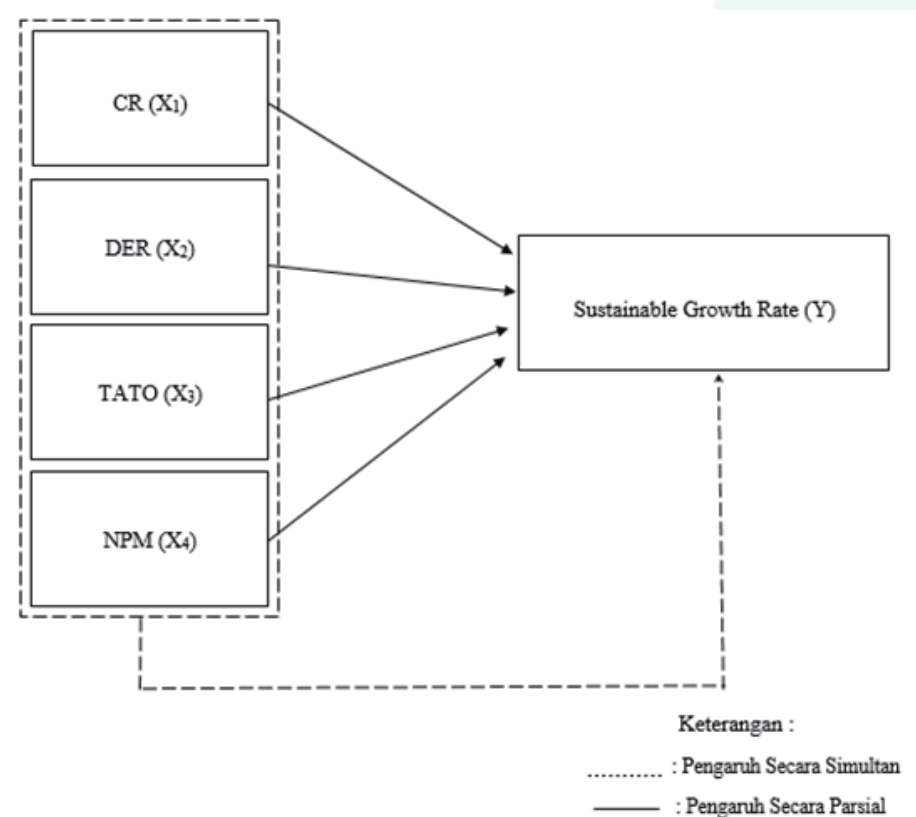 CR (X₁)
DER (X₂)
TATO (X₃)
NPM (X₄)
Sustainable Growth Rate (Y)
Keterangan :
: Pengaruh Secara Simultan
: Pengaruh Secara Parsial